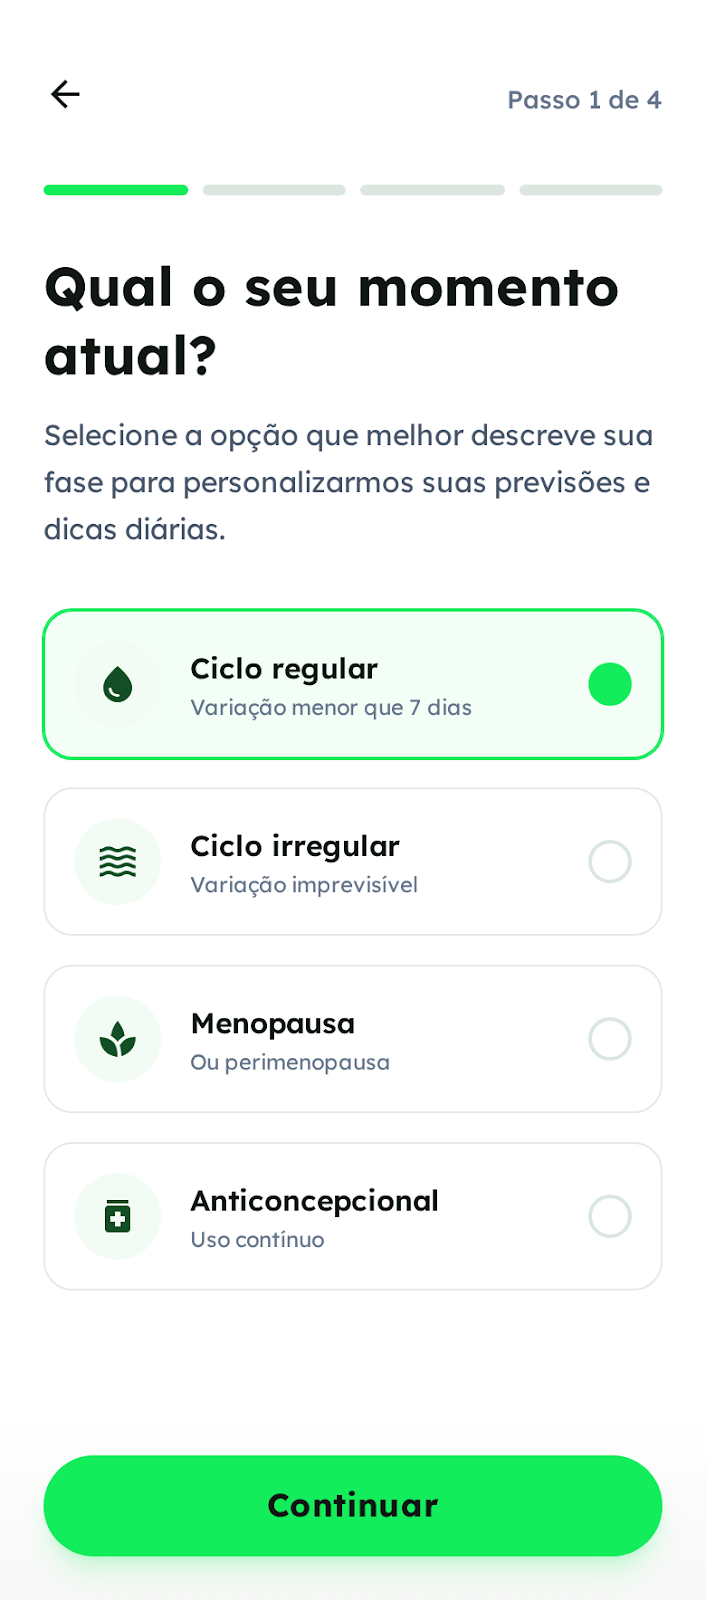 Passo 1 de 4
Qual o seu momento
atual?
Selecione a opção que melhor descreve sua
fase para personalizarmos suas previsões e
dicas diárias.
Ciclo regular
Variação menor que 7 dias
Ciclo irregular
Variação imprevisível
Menopausa
Ou perimenopausa
Anticoncepcional
Uso contínuo
Continuar